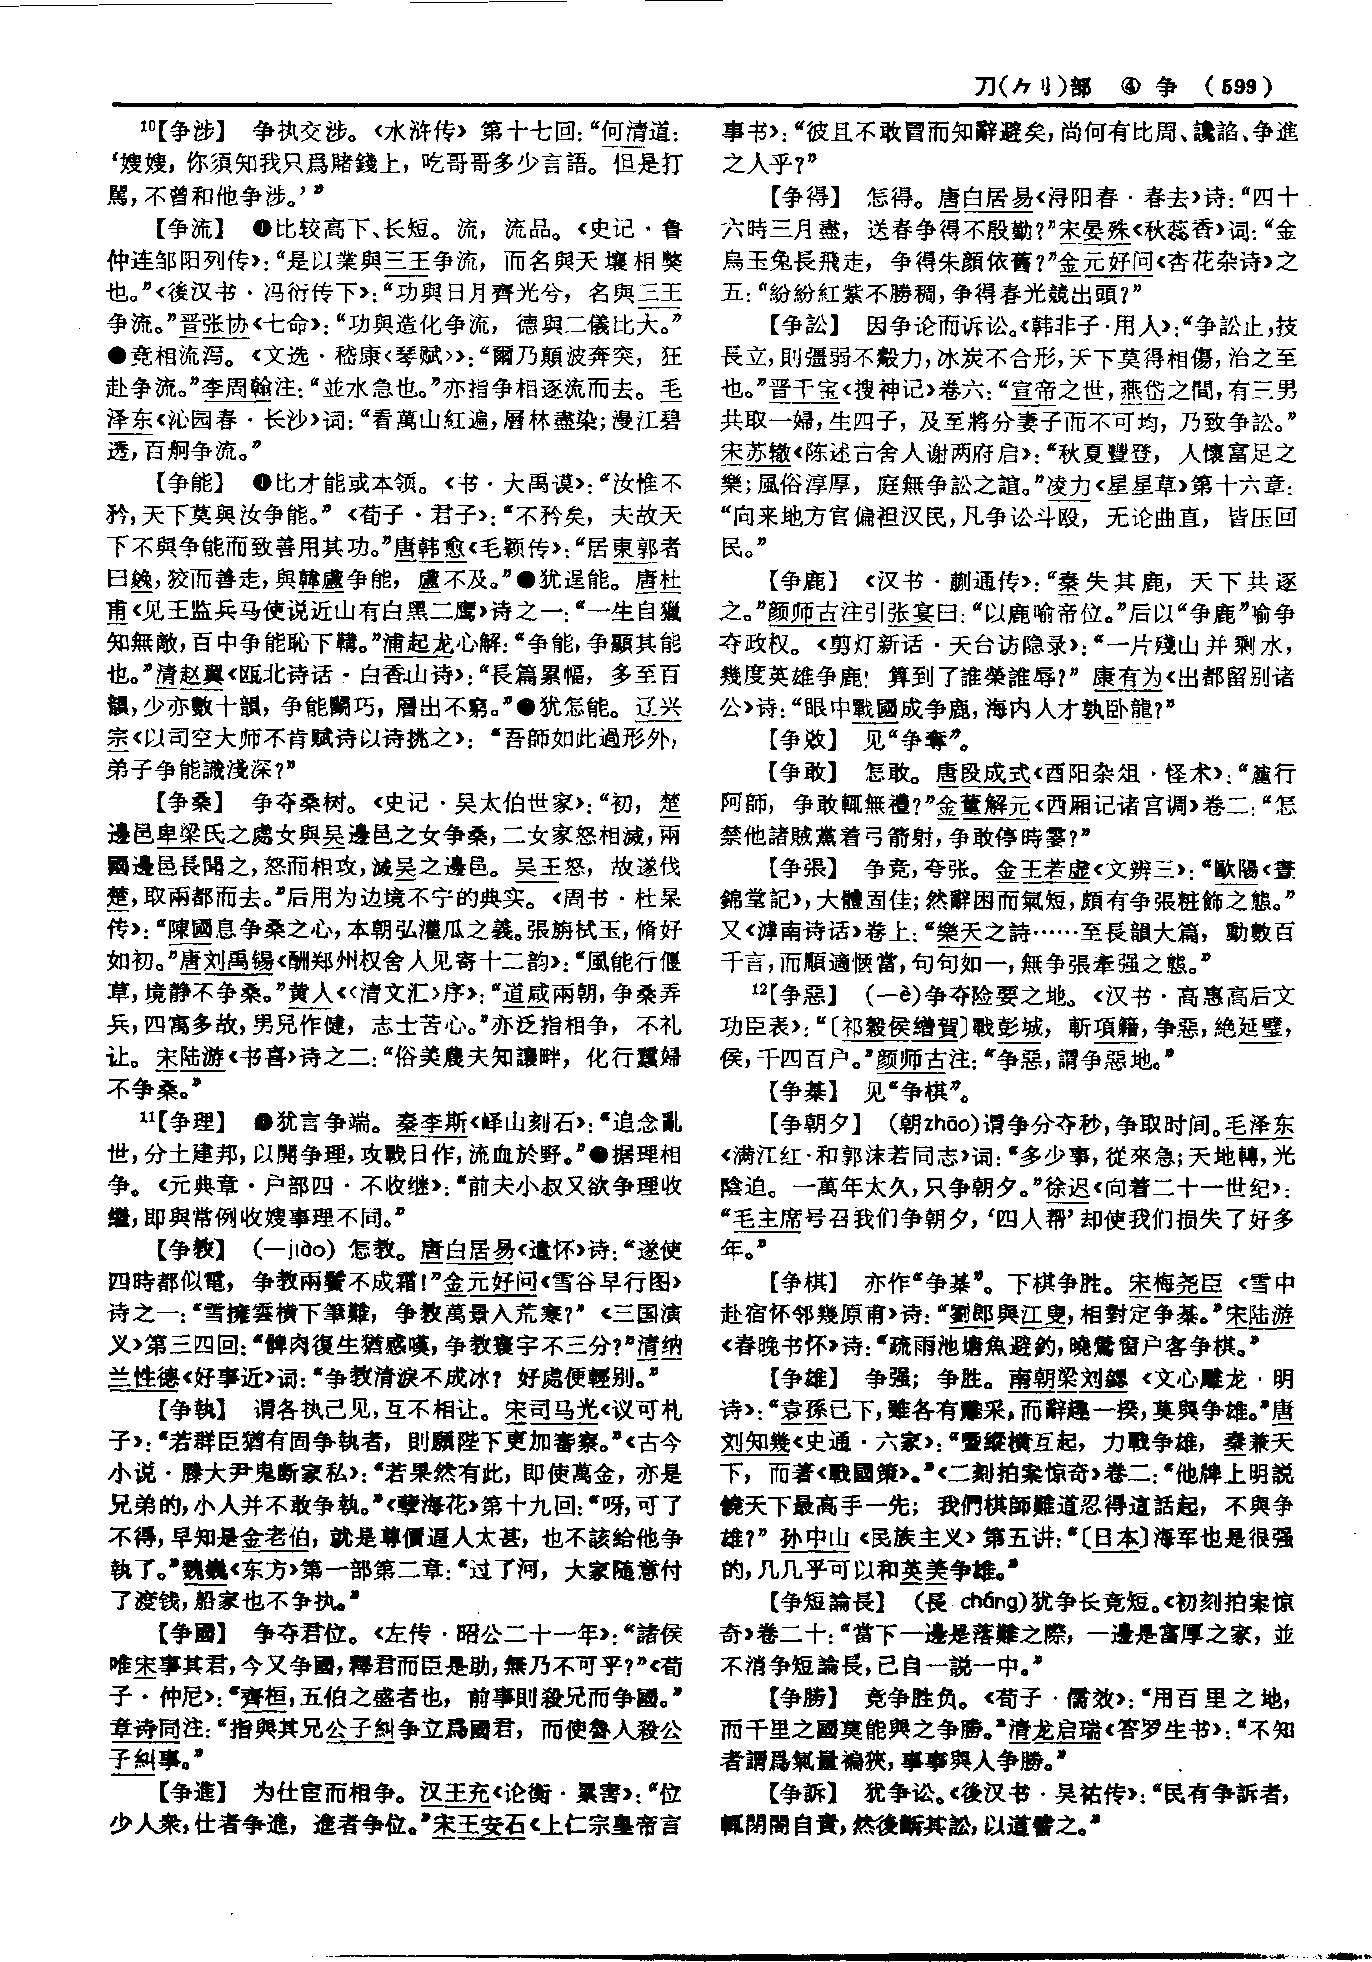 刀(⺈刂)部 ④ 争 (599)
¹⁰【争涉】 争执交涉。《水浒传》第十七回：“何清道：
‘嫂嫂，你須知我只爲賭錢上，吃哥哥多少言語。但是打
駡，不曾和他争涉。’”
【争流】 ❶比较高下、长短。流，流品。《史记·鲁
仲连邹阳列传》：“是以業與三王争流，而名與天壤相獘
也。”《後汉书·冯衍传下》：“功與日月齊光兮，名與三王
争流。”晋张协《七命》：“功與造化争流，德與二儀比大。”
●竞相流泻。《文选·嵇康〈琴赋〉》：“爾乃顛波奔突，狂
赴争流。”李周翰注：“並水急也。”亦指争相逐流而去。毛
泽东《沁园春·长沙》词：“看萬山紅遍，層林盡染；漫江碧
透，百舸争流。”
【争能】 ❶比才能或本领。《书·大禹谟》：“汝惟不
矜，天下莫與汝争能。”《荀子·君子》：“不矜矣，夫故天
下不與争能而致善用其功。”唐韩愈《毛颖传》：“居東郭者
曰㕙，狡而善走，與韓盧争能，盧不及。”●犹逞能。唐杜
甫《见王监兵马使说近山有白黑二鹰》诗之一：“一生自獵
知無敵，百中争能恥下鞲。”浦起龙心解：“争能，争顯其能
也。”清赵翼《瓯北诗话·白香山诗》：“長篇累幅，多至百
韻，少亦數十韻，争能鬭巧，層出不窮。”●犹怎能。辽兴
宗《以司空大师不肯赋诗以诗挑之》：“吾師如此過形外，
弟子争能識淺深？”
【争桑】 争夺桑树。《史记·吴太伯世家》：“初，楚
邊邑卑梁氏之處女與吴邊邑之女争桑，二女家怒相滅，兩
國邊邑長聞之，怒而相攻，滅吴之邊邑。吴王怒，故遂伐
楚，取兩都而去。”后用为边境不宁的典实。《周书·杜杲
传》：“陳國息争桑之心，本朝弘灌瓜之義。張旃栻玉，脩好
如初。”唐刘禹锡《酬郑州权舍人见寄十二韵》：“風能行偃
草，境静不争桑。”黄人《〈清文汇〉序》：“道咸兩朝，争桑弄
兵，四寓多故，男兒作健，志士苦心。”亦泛指相争，不礼
让。宋陆游《书喜》诗之二：“俗美農夫知讓畔，化行蠶婦
不争桑。”
¹¹【争理】 ●犹言争端。秦李斯《峄山刻石》：“追念亂
世，分土建邦，以開争理，攻戰日作，流血於野。”●据理相
争。《元典章·户部四·不收继》：“前夫小叔又欲争理收
繼，即與常例收嫂事理不同。”
【争教】 (—jiào) 怎教。唐白居易《遣怀》诗：“遂使
四時都似電，争教兩鬢不成霜！”金元好问《雪谷早行图》
诗之一：“雪擁雲横下筆難，争教萬景入荒寒？”《三国演
义》第三四回：“髀肉復生猶感嘆，争教寰宇不三分？”清纳
兰性德《好事近》词：“争教清淚不成冰？好處便輕别。”
【争執】 谓各执己见，互不相让。宋司马光《议可札
子》：“若群臣猶有固争執者，則願陛下更加審察。”《古今
小说·滕大尹鬼断家私》：“若果然有此，即使萬金，亦是
兄弟的，小人并不敢争執。”《孽海花》第十九回：“呀，可了
不得，早知是金老伯，就是尊價逼人太甚，也不該給他争
執了。”魏巍《东方》第一部第二章：“过了河，大家随意付
了渡钱，船家也不争执。”
【争國】 争夺君位。《左传·昭公二十一年》：“諸侯
唯宋事其君，今又争國，釋君而臣是助，無乃不可乎？”《荀
子·仲尼》：“齊桓，五伯之盛者也，前事則殺兄而争國。”
章诗同注：“指與其兄公子糾争立爲國君，而使魯人殺公
子糾事。”
【争進】 为仕宦而相争。汉王充《论衡·累害》：“位
少人衆，仕者争進，進者争位。”宋王安石《上仁宗皇帝言
事书》：“彼且不敢冒而知辭避矣，尚何有比周、讒諂、争進
之人乎？”
【争得】 怎得。唐白居易《浔阳春·春去》诗：“四十
六時三月盡，送春争得不殷勤？”宋晏殊《秋蕊香》词：“金
烏玉兔長飛走，争得朱顔依舊？”金元好问《杏花杂诗》之
五：“紛紛紅紫不勝稠，争得春光競出頭？”
【争訟】 因争论而诉讼。《韩非子·用人》：“争訟止，技
長立，則彊弱不觳力，冰炭不合形，天下莫得相傷，治之至
也。”晋干宝《搜神记》卷六：“宣帝之世，燕岱之間，有三男
共取一婦，生四子，及至將分妻子而不可均，乃致争訟。”
宋苏辙《陈述古舍人谢两府启》：“秋夏豐登，人懷富足之
樂；風俗淳厚，庭無争訟之諠。”凌力《星星草》第十六章：
“向来地方官偏袒汉民，凡争讼斗殴，无论曲直，皆压回
民。”
【争鹿】 《汉书·蒯通传》：“秦失其鹿，天下共逐
之。”颜师古注引张宴曰：“以鹿喻帝位。”后以“争鹿”喻争
夺政权。《剪灯新话·天台访隐录》：“一片殘山并剩水，
幾度英雄争鹿！算到了誰榮誰辱？”康有为《出都留别诸
公》诗：“眼中戰國成争鹿，海内人才孰卧龍？”
【争敚】 见“争奪”。
【争敢】 怎敢。唐段成式《酉阳杂俎·怪术》：“蘧行
阿師，争敢輒無禮？”金董解元《西厢记诸宫调》卷二：“怎
禁他諸賊黨着弓箭射，争敢停時霎？”
【争張】 争竞，夸张。金王若虚《文辨三》：“歐陽《晝
錦堂記》，大體固佳；然辭困而氣短，頗有争張粧飾之態。”
又《滹南诗话》卷上：“樂天之詩……至長韻大篇，動數百
千言，而順適愜當，句句如一，無争張牽强之態。”
¹²【争惡】 (—è)争夺险要之地。《汉书·高惠高后文
功臣表》：“〔祁穀侯繒賀〕戰彭城，斬項籍，争惡，絶延壁，
侯，千四百户。”颜师古注：“争惡，謂争惡地。”
【争棊】 见“争棋”。
【争朝夕】 (朝zhāo)谓争分夺秒，争取时间。毛泽东
《满江红·和郭沫若同志》词：“多少事，從來急；天地轉，光
陰迫。一萬年太久，只争朝夕。”徐迟《向着二十一世纪》：
“毛主席号召我们争朝夕，‘四人帮’却使我们损失了好多
年。”
【争棋】 亦作“争棊”。下棋争胜。宋梅尧臣《雪中
赴宿怀邻幾原甫》诗：“劉郎與江叟，相對定争棊。”宋陆游
《春晚书怀》诗：“疏雨池塘魚避釣，曉鶯窗户客争棋。”
【争雄】 争强；争胜。南朝梁刘勰《文心雕龙·明
诗》：“袁孫已下，雖各有雕采，而辭趣一揆，莫與争雄。”唐
刘知幾《史通·六家》：“暨縱横互起，力戰争雄，秦兼天
下，而著《戰國策》。”《二刻拍案惊奇》卷二：“他牌上明説
饒天下最高手一先；我們棋師難道忍得這話起，不與争
雄？”孙中山《民族主义》第五讲：“〔日本〕海军也是很强
的，几几乎可以和英美争雄。”
【争短論長】 (長 cháng)犹争长竞短。《初刻拍案惊
奇》卷二十：“當下一邊是落難之際，一邊是富厚之家，並
不消争短論長，已自一説一中。”
【争勝】 竞争胜负。《荀子·儒效》：“用百里之地，
而千里之國莫能與之争勝。”清龙启瑞《答罗生书》：“不知
者謂爲氣量褊狹，事事與人争勝。”
【争訴】 犹争讼。《後汉书·吴祐传》：“民有争訴者，
輒閉閤自責，然後斷其訟，以道譬之。”